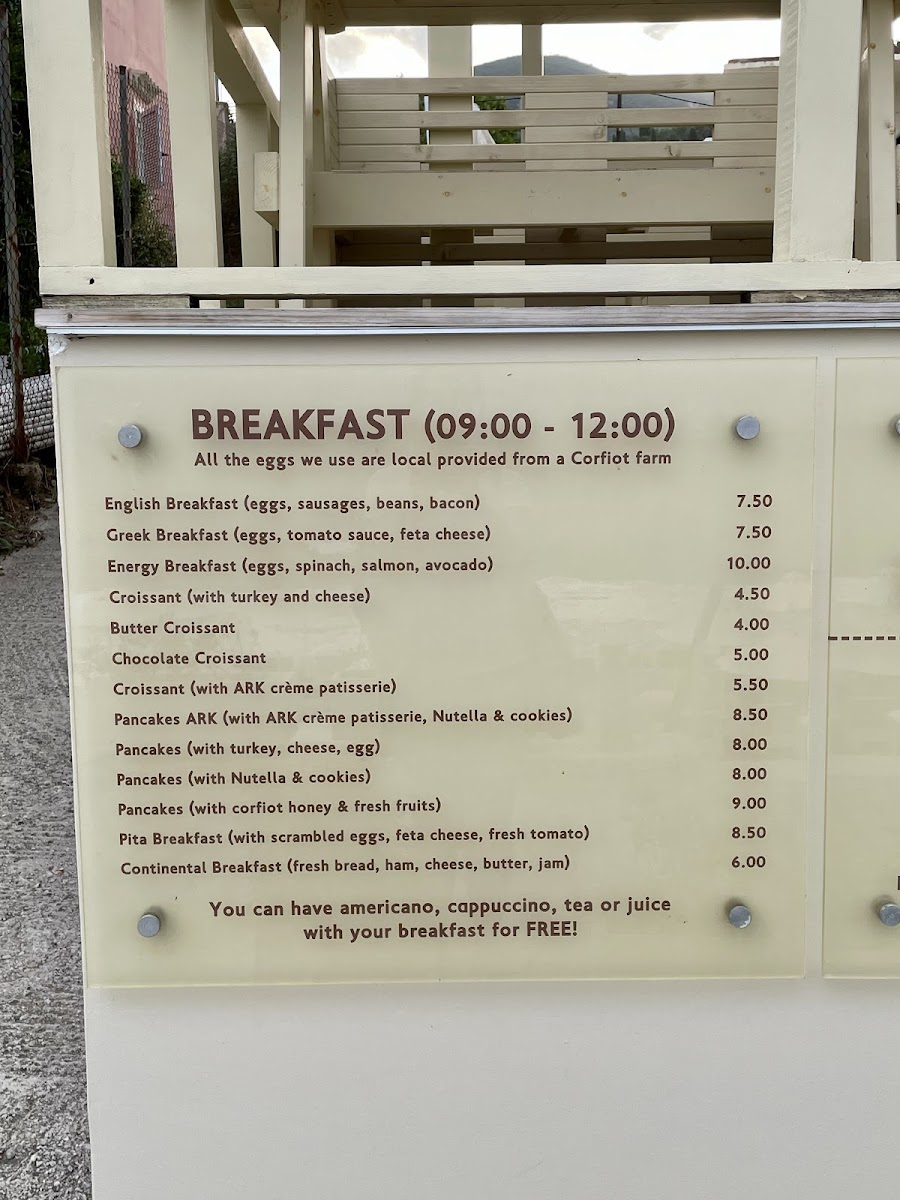 BREAKFAST (09:00 - 12:00)
All the eggs we use are local provided from a Corfiot farm
English Breakfast (eggs, sausages, beans, bacon) 7.50
Greek Breakfast (eggs, tomato sauce, feta cheese) 7.50
Energy Breakfast (eggs, spinach, salmon, avocado) 10.00
Croissant (with turkey and cheese) 4.50
Butter Croissant 4.00
Chocolate Croissant 5.00
Croissant (with ARK crème patisserie) 5.50
Pancakes ARK (with ARK crème patisserie, Nutella & cookies) 8.50
Pancakes (with turkey, cheese, egg) 8.00
Pancakes (with Nutella & cookies) 8.00
Pancakes (with corfiot honey & fresh fruits) 9.00
Pita Breakfast (with scrambled eggs, feta cheese, fresh tomato) 8.50
Continental Breakfast (fresh bread, ham, cheese, butter, jam) 6.00
You can have americano, cappuccino, tea or juice
with your breakfast for FREE!